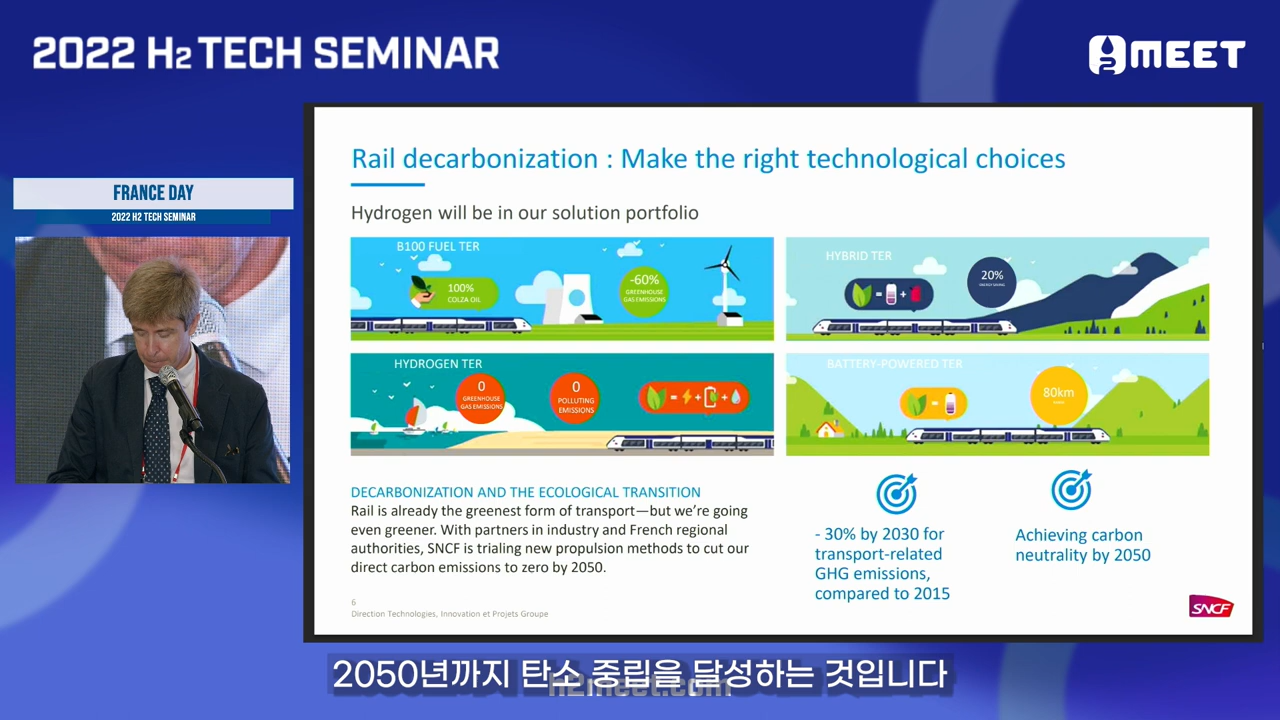 2022 H2 TECH SEMINAR
H2 MEET
FRANCE DAY
2022 H2 TECH SEMINAR
Rail decarbonization : Make the right technological choices
Hydrogen will be in our solution portfolio
B100 FUEL TER
100%
COLZA OIL
-60%
GREENHOUSE
GAS EMISSIONS
HYBRID TER
20%
ENERGY SAVING
HYDROGEN TER
0
GREENHOUSE
GAS EMISSIONS
0
POLLUTING
EMISSIONS
BATTERY-POWERED TER
80km
DECARBONIZATION AND THE ECOLOGICAL TRANSITION
Rail is already the greenest form of transport—but we're going
even greener. With partners in industry and French regional
authorities, SNCF is trialing new propulsion methods to cut our
direct carbon emissions to zero by 2050.
- 30% by 2030 for
transport-related
GHG emissions,
compared to 2015
Achieving carbon
neutrality by 2050
6
Direction Technologies, Innovation et Projets Groupe
SNCF
2050년까지 탄소 중립을 달성하는 것입니다
h2meet.com